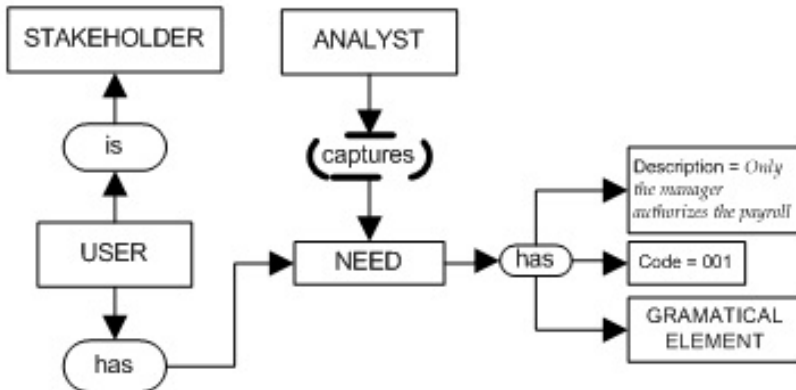 STAKEHOLDER
ANALYST
is
captures
Description = Only
the manager
authorizes the payroll
USER
NEED
has
Code = 001
GRAMATICAL
ELEMENT
has